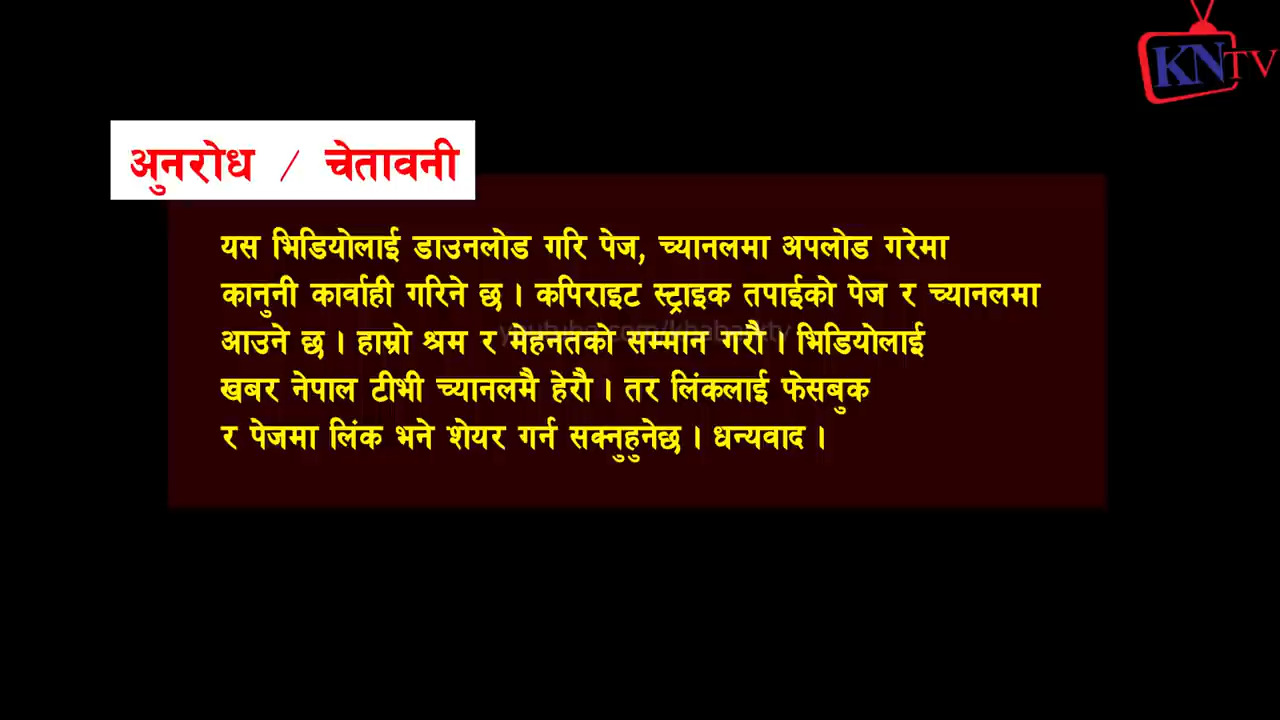 KNTV
अुनरोध / चेतावनी
यस भिडियोलाई डाउनलोड गरि पेज, च्यानलमा अपलोड गरेमा
कानुनी कार्वाही गरिने छ । कपिराइट स्ट्राइक तपाईको पेज र च्यानलमा
आउने छ । हाम्रो श्रम र मेहनतको सम्मान गरौ । भिडियोलाई
खबर नेपाल टीभी च्यानलमै हेरौ । तर लिंकलाई फेसबुक
र पेजमा लिंक भने शेयर गर्न सक्नुहुनेछ । धन्यवाद ।